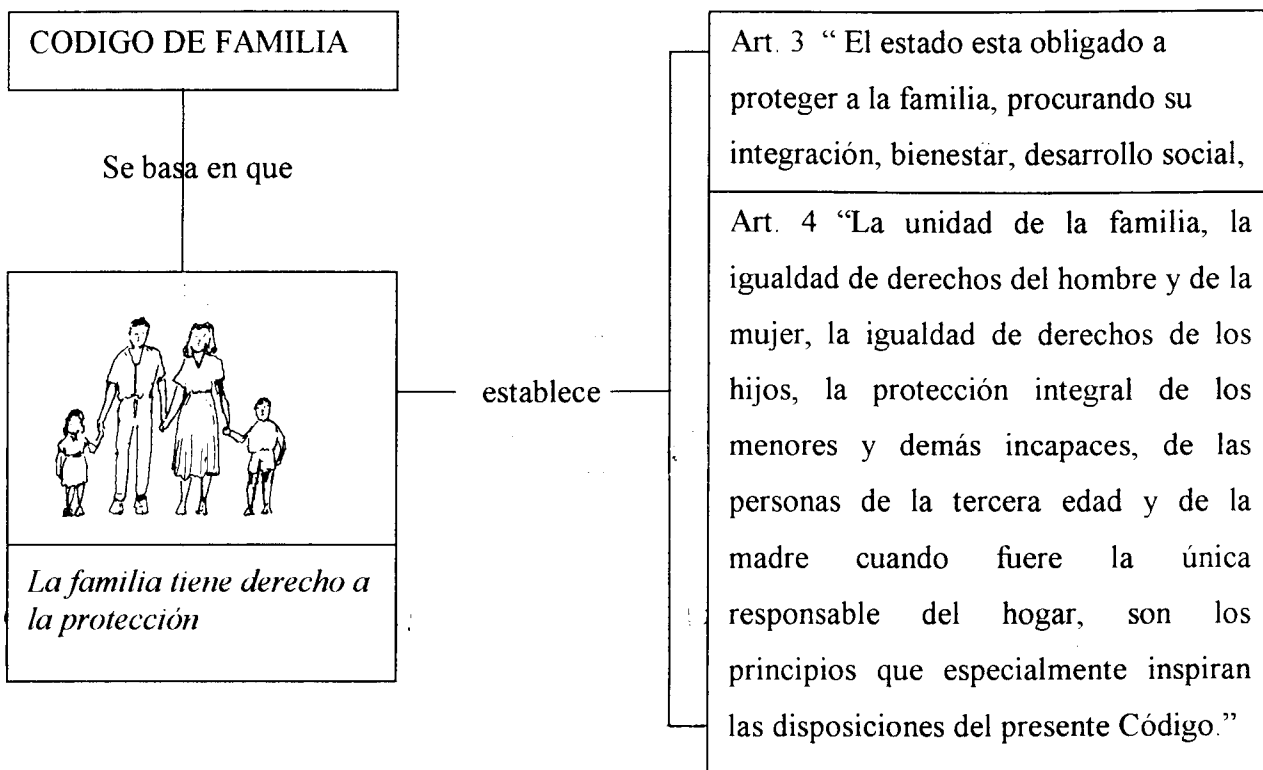 CODIGO DE FAMILIA
Se basa en que
La familia tiene derecho a
la protección
establece
Art. 3 “ El estado esta obligado a
proteger a la familia, procurando su
integración, bienestar, desarrollo social,
Art. 4 “La unidad de la familia, la
igualdad de derechos del hombre y de la
mujer, la igualdad de derechos de los
hijos, la protección integral de los
menores y demás incapaces, de las
personas de la tercera edad y de la
madre cuando fuere la única
responsable del hogar, son los
principios que especialmente inspiran
las disposiciones del presente Código.”